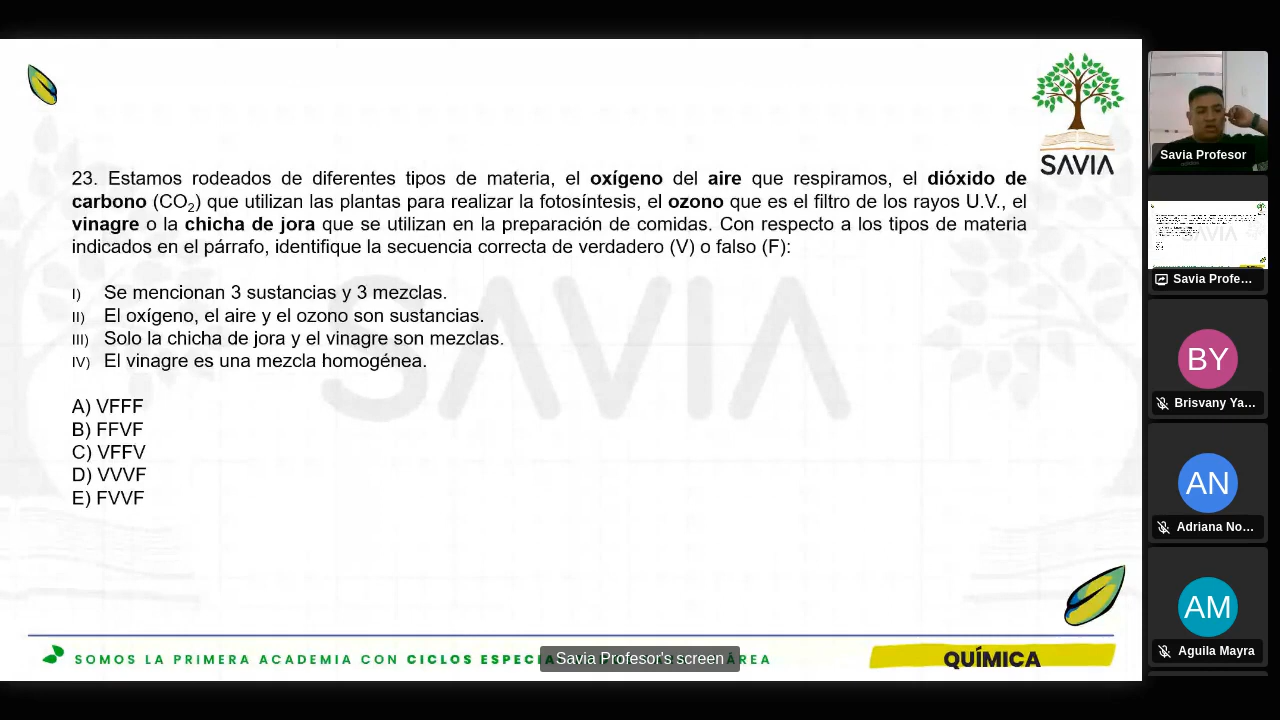 SAVIA
23. Estamos rodeados de diferentes tipos de materia, el oxígeno del aire que respiramos, el dióxido de
carbono (CO2) que utilizan las plantas para realizar la fotosíntesis, el ozono que es el filtro de los rayos U.V., el
vinagre o la chicha de jora que se utilizan en la preparación de comidas. Con respecto a los tipos de materia
indicados en el párrafo, identifique la secuencia correcta de verdadero (V) o falso (F):
I) Se mencionan 3 sustancias y 3 mezclas.
II) El oxígeno, el aire y el ozono son sustancias.
III) Solo la chicha de jora y el vinagre son mezclas.
IV) El vinagre es una mezcla homogénea.
SAVIA
A) VFFF
B) FFVF
C) VFFV
D) VVVF
E) FVVF
SOMOS LA PRIMERA ACADEMIA CON CICLOS ESPECIA
Savia Profesor's screen
QUÍMICA
Savia Profesor
Savia Profe...
BY
Brisvany Ya...
AN
Adriana No...
AM
Aguila Mayra